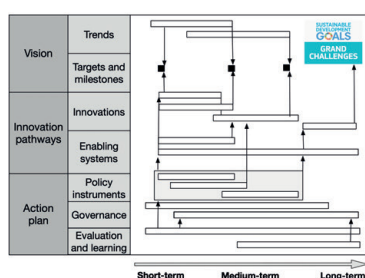 Vision
Trends
Targets and
milestones
SUSTAINABLE
DEVELOPMENT
GOALS
GRAND
CHALLENGES
Innovation
pathways
Innovations
Enabling
systems
Action
plan
Policy
instruments
Governance
Evaluation
and learning
Short-term
Medium-term
Long-term